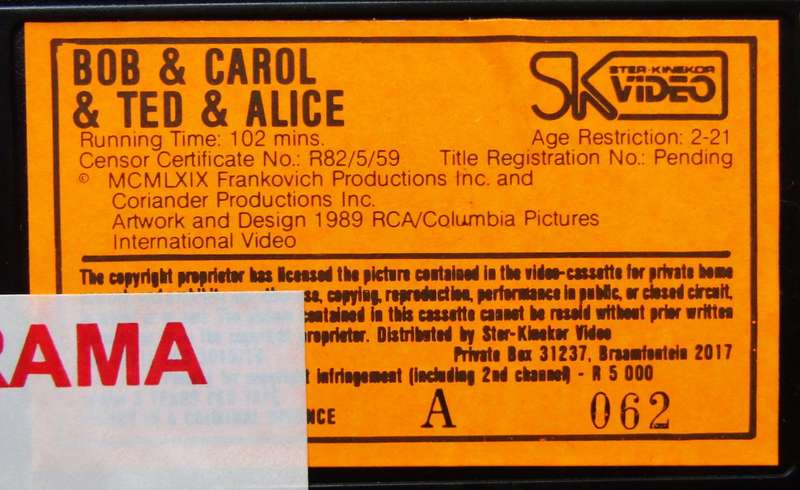 BOB & CAROL
& TED & ALICE
STER-KINEKOR
SK VIDEO
Running Time: 102 mins.
Age Restriction: 2-21
Censor Certificate No.: R82/5/59
Title Registration No.: Pending
© MCMLXIX Frankovich Productions Inc. and
Coriander Productions Inc.
Artwork and Design 1989 RCA/Columbia Pictures
International Video
The copyright proprietor has licensed the picture contained in the video-cassette for private home
copying, reproduction, performance in public, or closed circuit,
contained in this cassette cannot be resold without prior written
proprietor. Distributed by Ster-Kinekor Video
Private Box 31237, Braamfontein 2017
infringement (including 2nd channel) - R 5 000
RAMA
NCE A 062